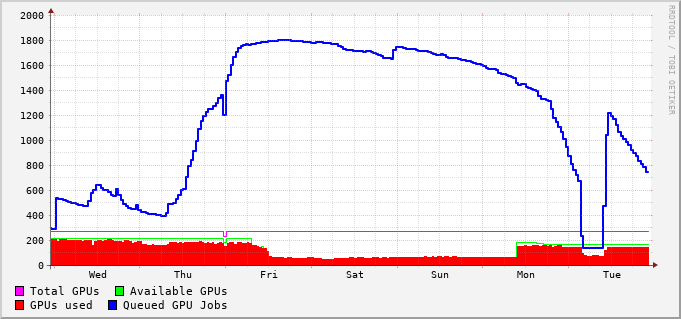 2000
1800
1600
1400
1200
1000
800
600
400
200
0
Wed Thu Fri Sat Sun Mon Tue
Total GPUs Available GPUs
GPUs used Queued GPU Jobs
RRDTOOL / TOBI OETIKER